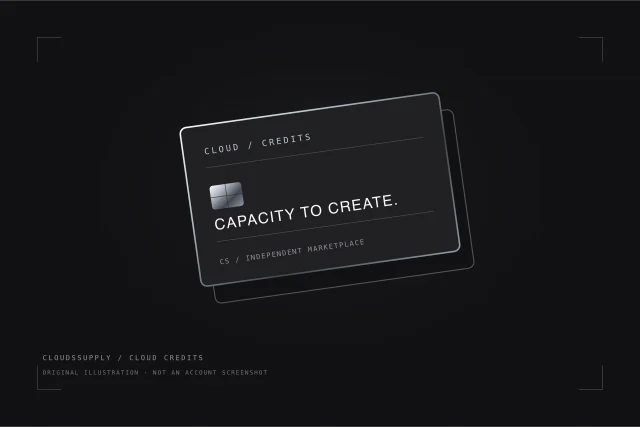 CLOUD / CREDITS
CAPACITY TO CREATE.
CS / INDEPENDENT MARKETPLACE
CLOUDSSUPPLY / CLOUD CREDITS
ORIGINAL ILLUSTRATION · NOT AN ACCOUNT SCREENSHOT